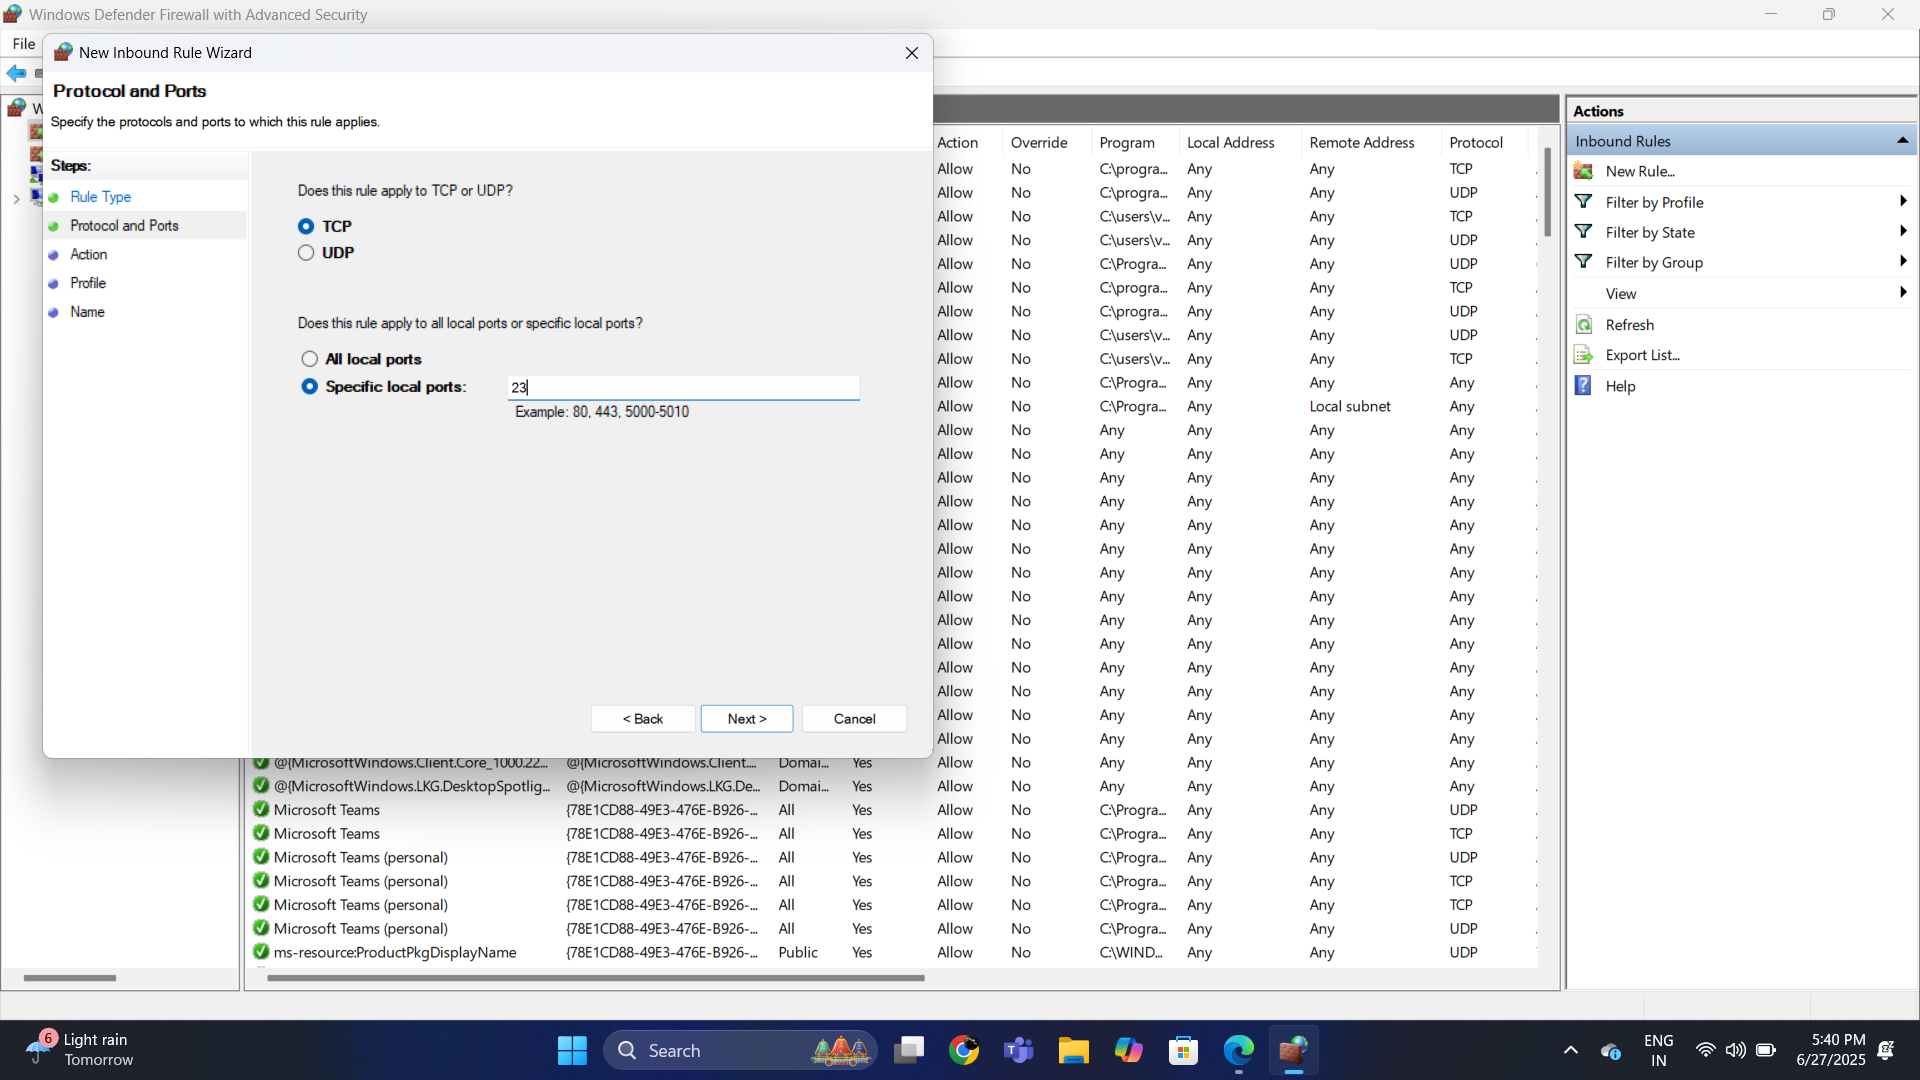 Windows Defender Firewall with Advanced Security
File
New Inbound Rule Wizard
Protocol and Ports
Specify the protocols and ports to which this rule applies.
Steps:
Rule Type
Protocol and Ports
Action
Profile
Name
Does this rule apply to TCP or UDP?
TCP
UDP
Does this rule apply to all local ports or specific local ports?
All local ports
Specific local ports: 23
Example: 80, 443, 5000-5010
< Back Next > Cancel
Action Override Program Local Address Remote Address Protocol
Allow No C:\progra... Any Any TCP
Allow No C:\progra... Any Any UDP
Allow No C:\users\v... Any Any TCP
Allow No C:\users\v... Any Any UDP
Allow No C:\Progra... Any Any UDP
Allow No C:\progra... Any Any TCP
Allow No C:\progra... Any Any UDP
Allow No C:\users\v... Any Any UDP
Allow No C:\users\v... Any Any TCP
Allow No C:\Progra... Any Any Any
Allow No C:\Progra... Any Local subnet Any
Allow No Any Any Any Any
Allow No Any Any Any Any
Allow No Any Any Any Any
Allow No Any Any Any Any
Allow No Any Any Any Any
Allow No Any Any Any Any
Allow No Any Any Any Any
Allow No Any Any Any Any
Allow No Any Any Any Any
Allow No Any Any Any Any
Allow No Any Any Any Any
Allow No Any Any Any Any
Allow No Any Any Any Any
Allow No Any Any Any Any
@{MicrosoftWindows.Client.Core_1000.22... @{MicrosoftWindows.Client.... Domai... Yes Allow No Any Any Any Any
@{MicrosoftWindows.LKG.DesktopSpotlig... @{MicrosoftWindows.LKG.De... Domai... Yes Allow No Any Any Any Any
Microsoft Teams {78E1CD88-49E3-476E-B926-... All Yes Allow No C:\Progra... Any Any UDP
Microsoft Teams {78E1CD88-49E3-476E-B926-... All Yes Allow No C:\Progra... Any Any TCP
Microsoft Teams (personal) {78E1CD88-49E3-476E-B926-... All Yes Allow No C:\Progra... Any Any UDP
Microsoft Teams (personal) {78E1CD88-49E3-476E-B926-... All Yes Allow No C:\Progra... Any Any TCP
Microsoft Teams (personal) {78E1CD88-49E3-476E-B926-... All Yes Allow No C:\Progra... Any Any TCP
Microsoft Teams (personal) {78E1CD88-49E3-476E-B926-... All Yes Allow No C:\Progra... Any Any UDP
ms-resource:ProductPkgDisplayName {78E1CD88-49E3-476E-B926-... Public Yes Allow No C:\WIND... Any Any UDP
Actions
Inbound Rules
New Rule...
Filter by Profile
Filter by State
Filter by Group
View
Refresh
Export List...
Help
6
Light rain
Tomorrow
Search
ENG
IN
5:40 PM
6/27/2025